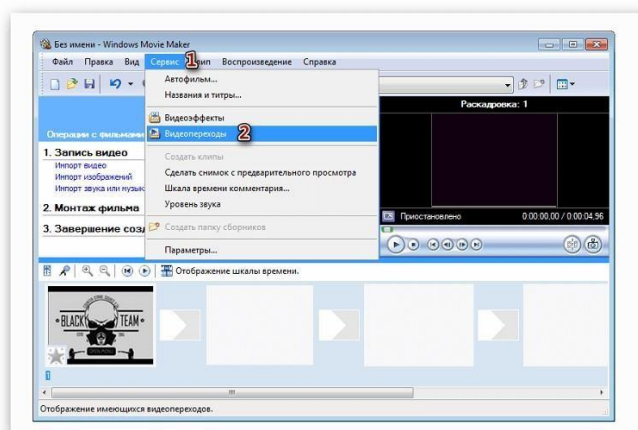 Без имени - Windows Movie Maker
Файл Правка Вид Сервис 1 Клип Воспроизведение Справка
Автофильм...
Названия и титры...
Видеоэффекты
Видеопереходы 2
Создать клипы
Сделать снимок с предварительного просмотра
Шкала времени комментария...
Уровень звука
Создать папку сборников
Параметры...
Операции с фильмами
1. Запись видео
Импорт видео
Импорт изображений
Импорт звука или музык
2. Монтаж фильма
3. Завершение созд
Раскадровка: 1
Приостановлено 0:00:00,00 / 0:00:04,96
Отображение шкалы времени.
BLACK TEAM
1
Отображение имеющихся видеопереходов.